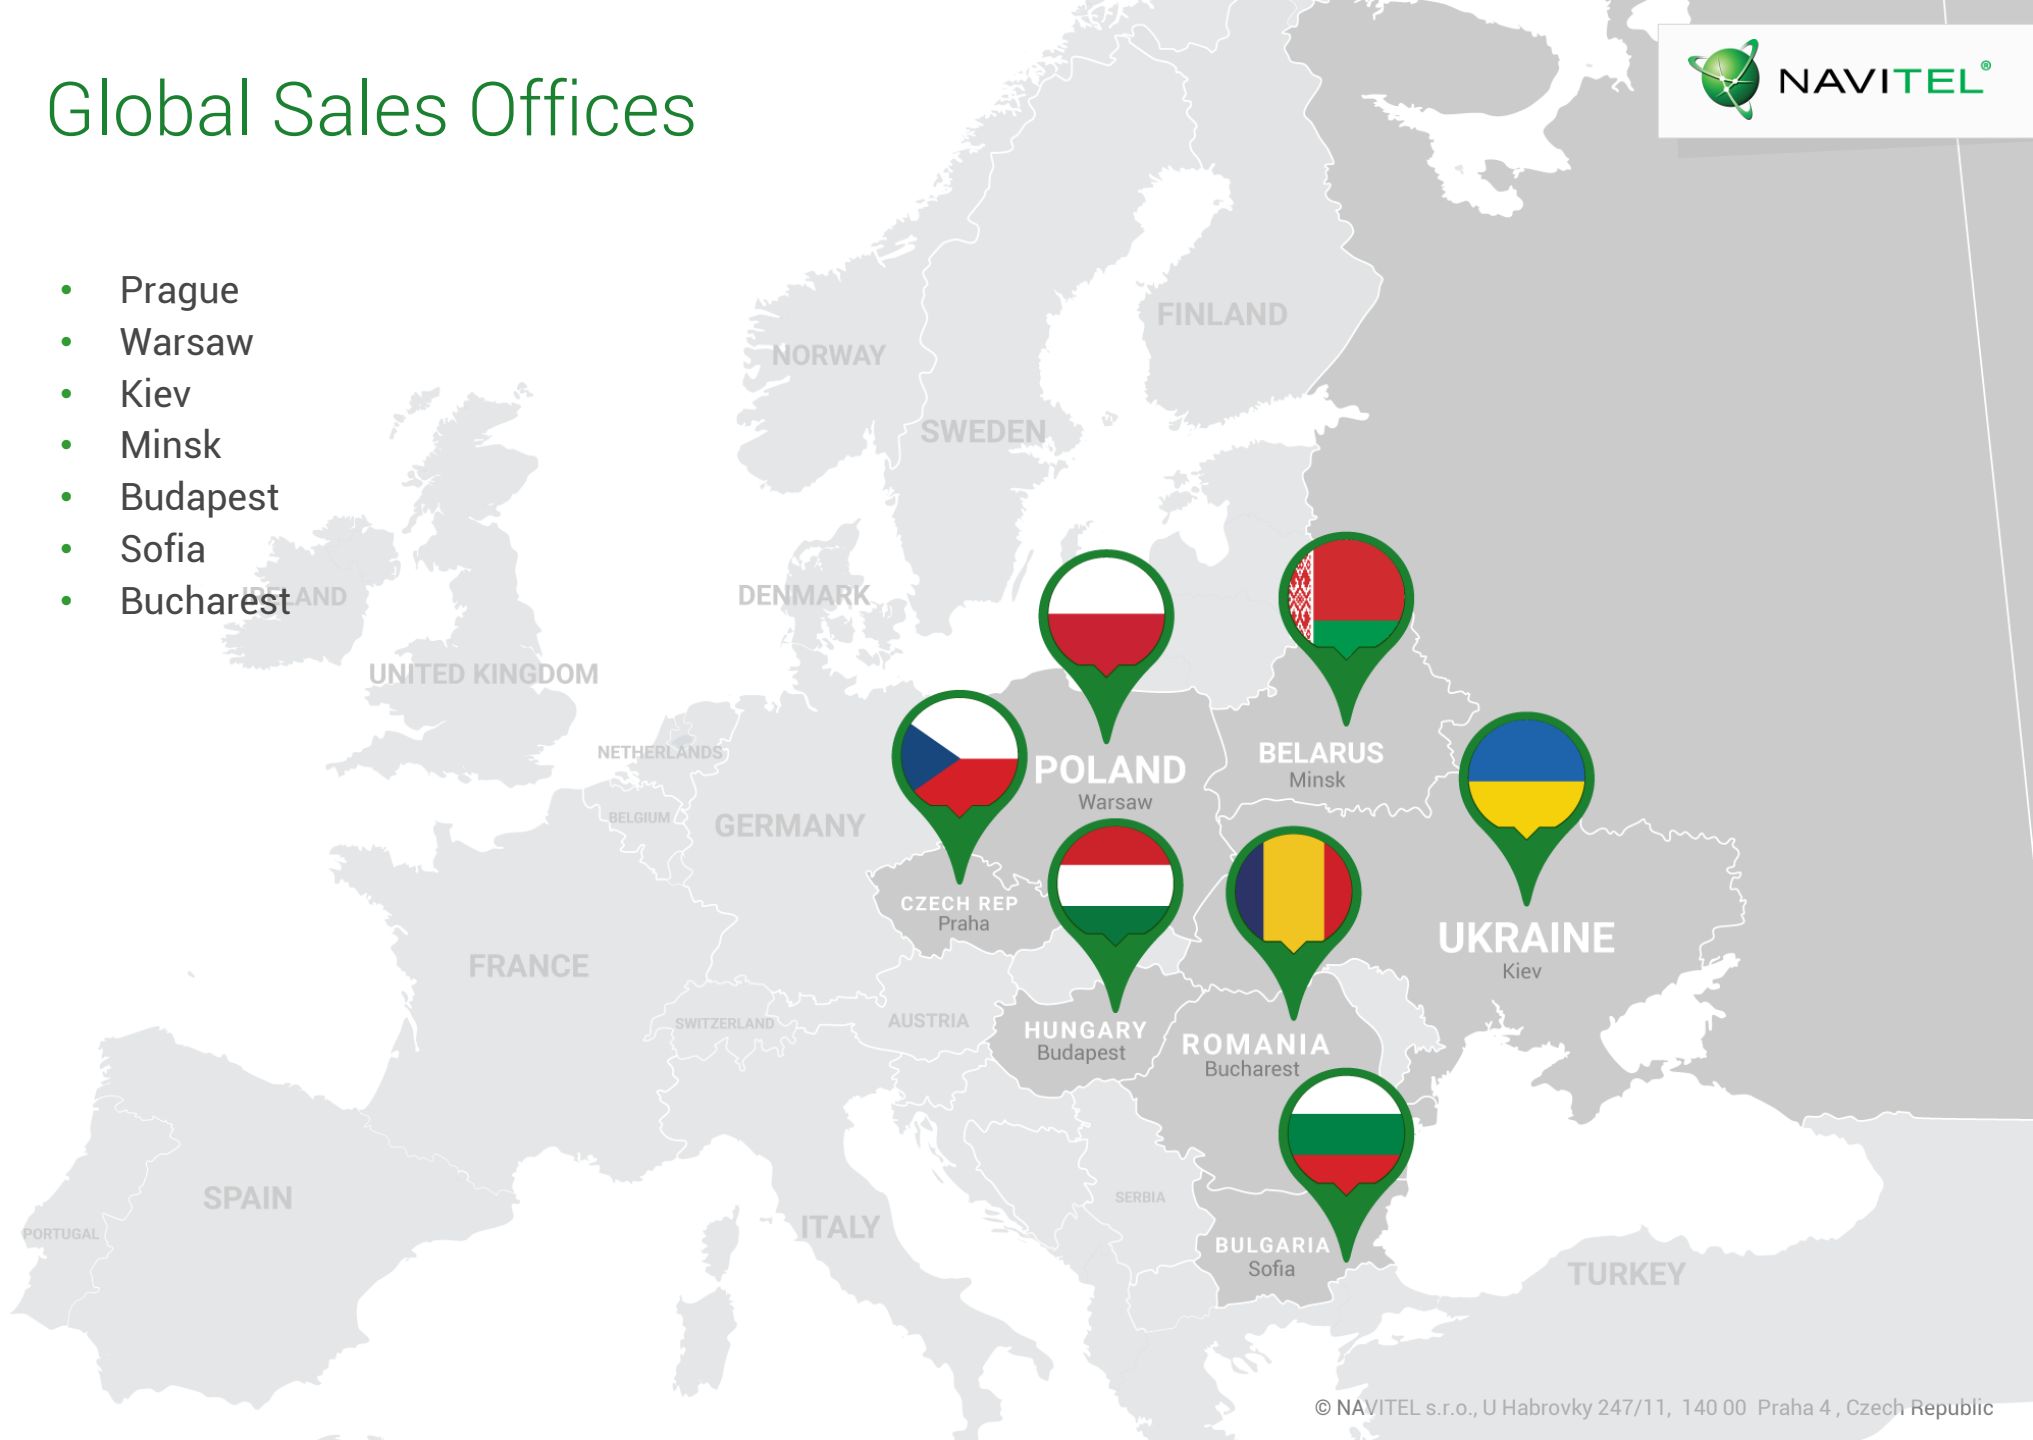 Global Sales Offices
NAVITEL®
• Prague
• Warsaw
• Kiev
• Minsk
• Budapest
• Sofia
• Bucharest
FINLAND
NORWAY
SWEDEN
IRELAND
DENMARK
UNITED KINGDOM
NETHERLANDS
POLAND
Warsaw
BELARUS
Minsk
BELGIUM
GERMANY
CZECH REP
Praha
UKRAINE
Kiev
FRANCE
SWITZERLAND
AUSTRIA
HUNGARY
Budapest
ROMANIA
Bucharest
SPAIN
SERBIA
PORTUGAL
ITALY
BULGARIA
Sofia
TURKEY
© NAVITEL s.r.o., U Habrovky 247/11, 140 00 Praha 4 , Czech Republic